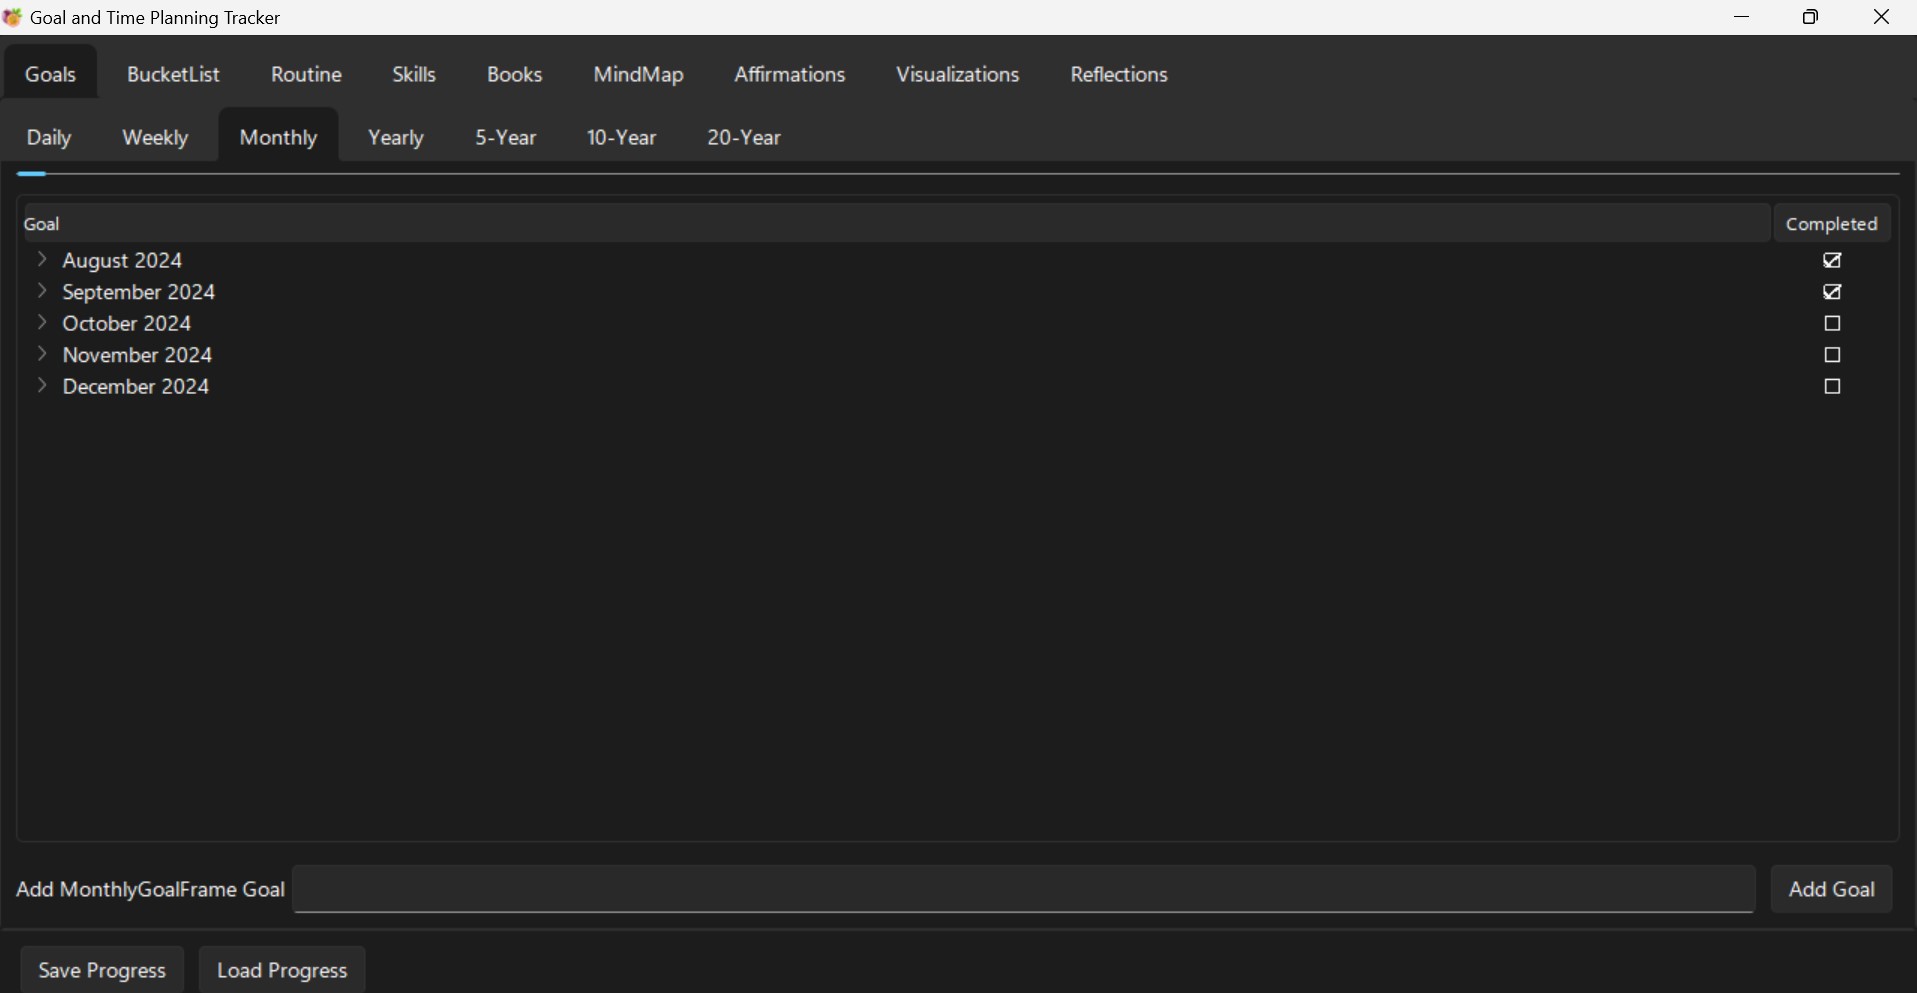 Goal and Time Planning Tracker
Goals BucketList Routine Skills Books MindMap Affirmations Visualizations Reflections
Daily Weekly Monthly Yearly 5-Year 10-Year 20-Year
Goal Completed
August 2024
September 2024
October 2024
November 2024
December 2024
Add MonthlyGoalFrame Goal Add Goal
Save Progress Load Progress